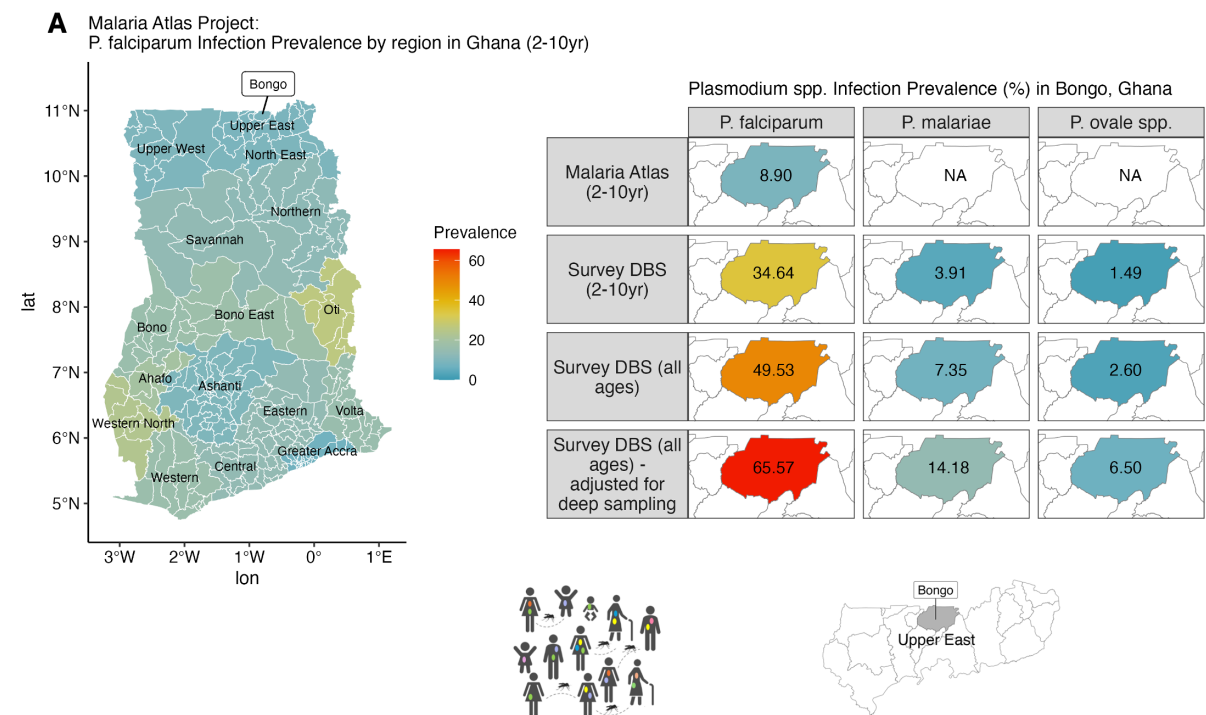 A
Malaria Atlas Project:
P. falciparum Infection Prevalence by region in Ghana (2-10yr)
Bongo
11°N
10°N
9°N
8°N
7°N
6°N
5°N
lat
3°W
2°W
1°W
0°
1°E
lon
Upper East
Upper West
North East
Northern
Savannah
Oti
Bono East
Bono
Ahafo
Ashanti
Eastern
Volta
Western North
Greater Accra
Central
Western
Prevalence
60
40
20
0
Plasmodium spp. Infection Prevalence (%) in Bongo, Ghana
P. falciparum
P. malariae
P. ovale spp.
Malaria Atlas
(2-10yr)
8.90
NA
NA
Survey DBS
(2-10yr)
34.64
3.91
1.49
Survey DBS (all
ages)
49.53
7.35
2.60
Survey DBS (all
ages) -
adjusted for
deep sampling
65.57
14.18
6.50
Bongo
Upper East